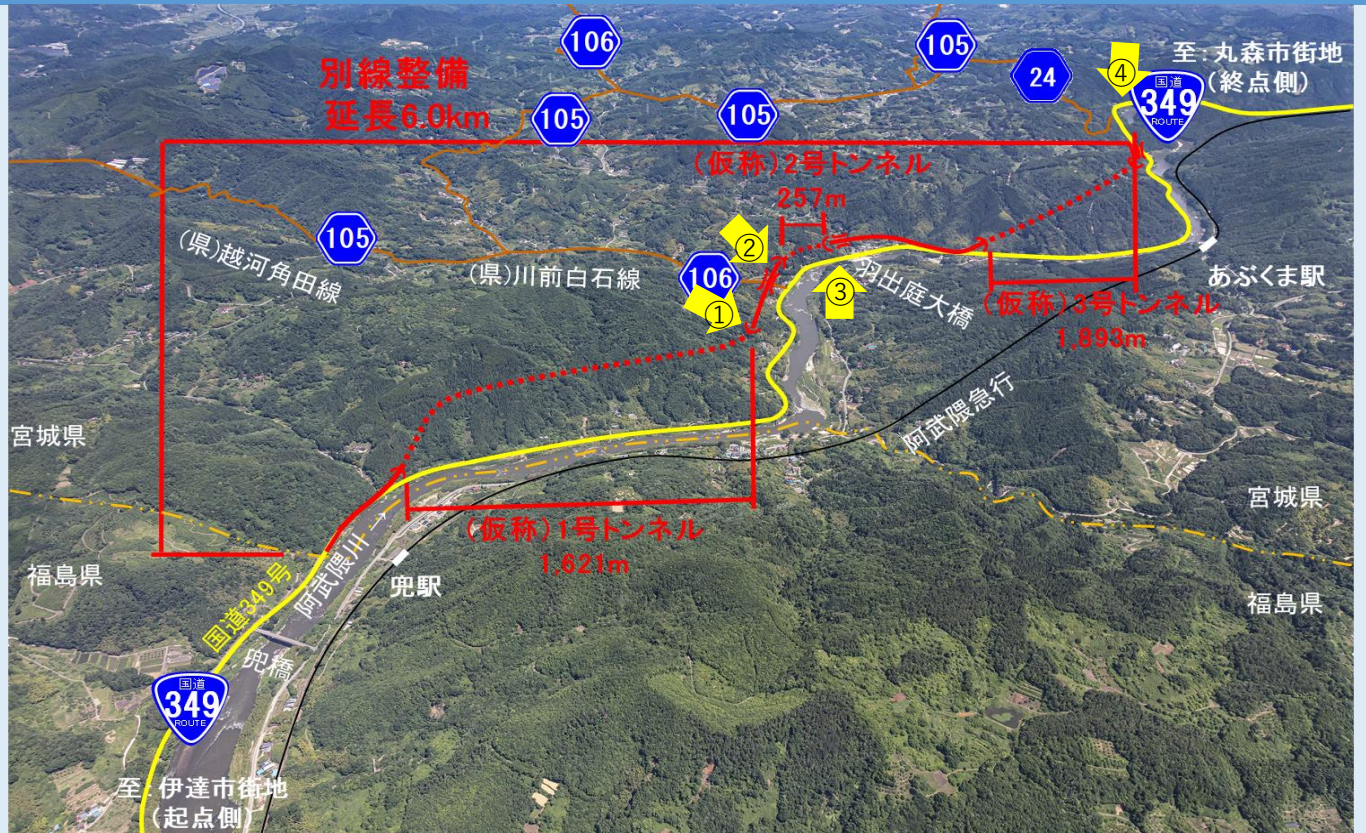 106
105
24
④
至：丸森市街地
（終点側）
国道
349
ROUTE
別線整備
延長6.0km
105
105
（仮称）2号トンネル
257m
105
（県）越河角田線
（県）川前白石線
②
106
①
③
羽出庭大橋
あぶくま駅
（仮称）3号トンネル
1,893m
阿武隈急行
宮城県
宮城県
（仮称）1号トンネル
1,621m
福島県
福島県
国道349号
阿武隈川→
兜駅
兜橋
国道
349
ROUTE
至：伊達市街地
（起点側）